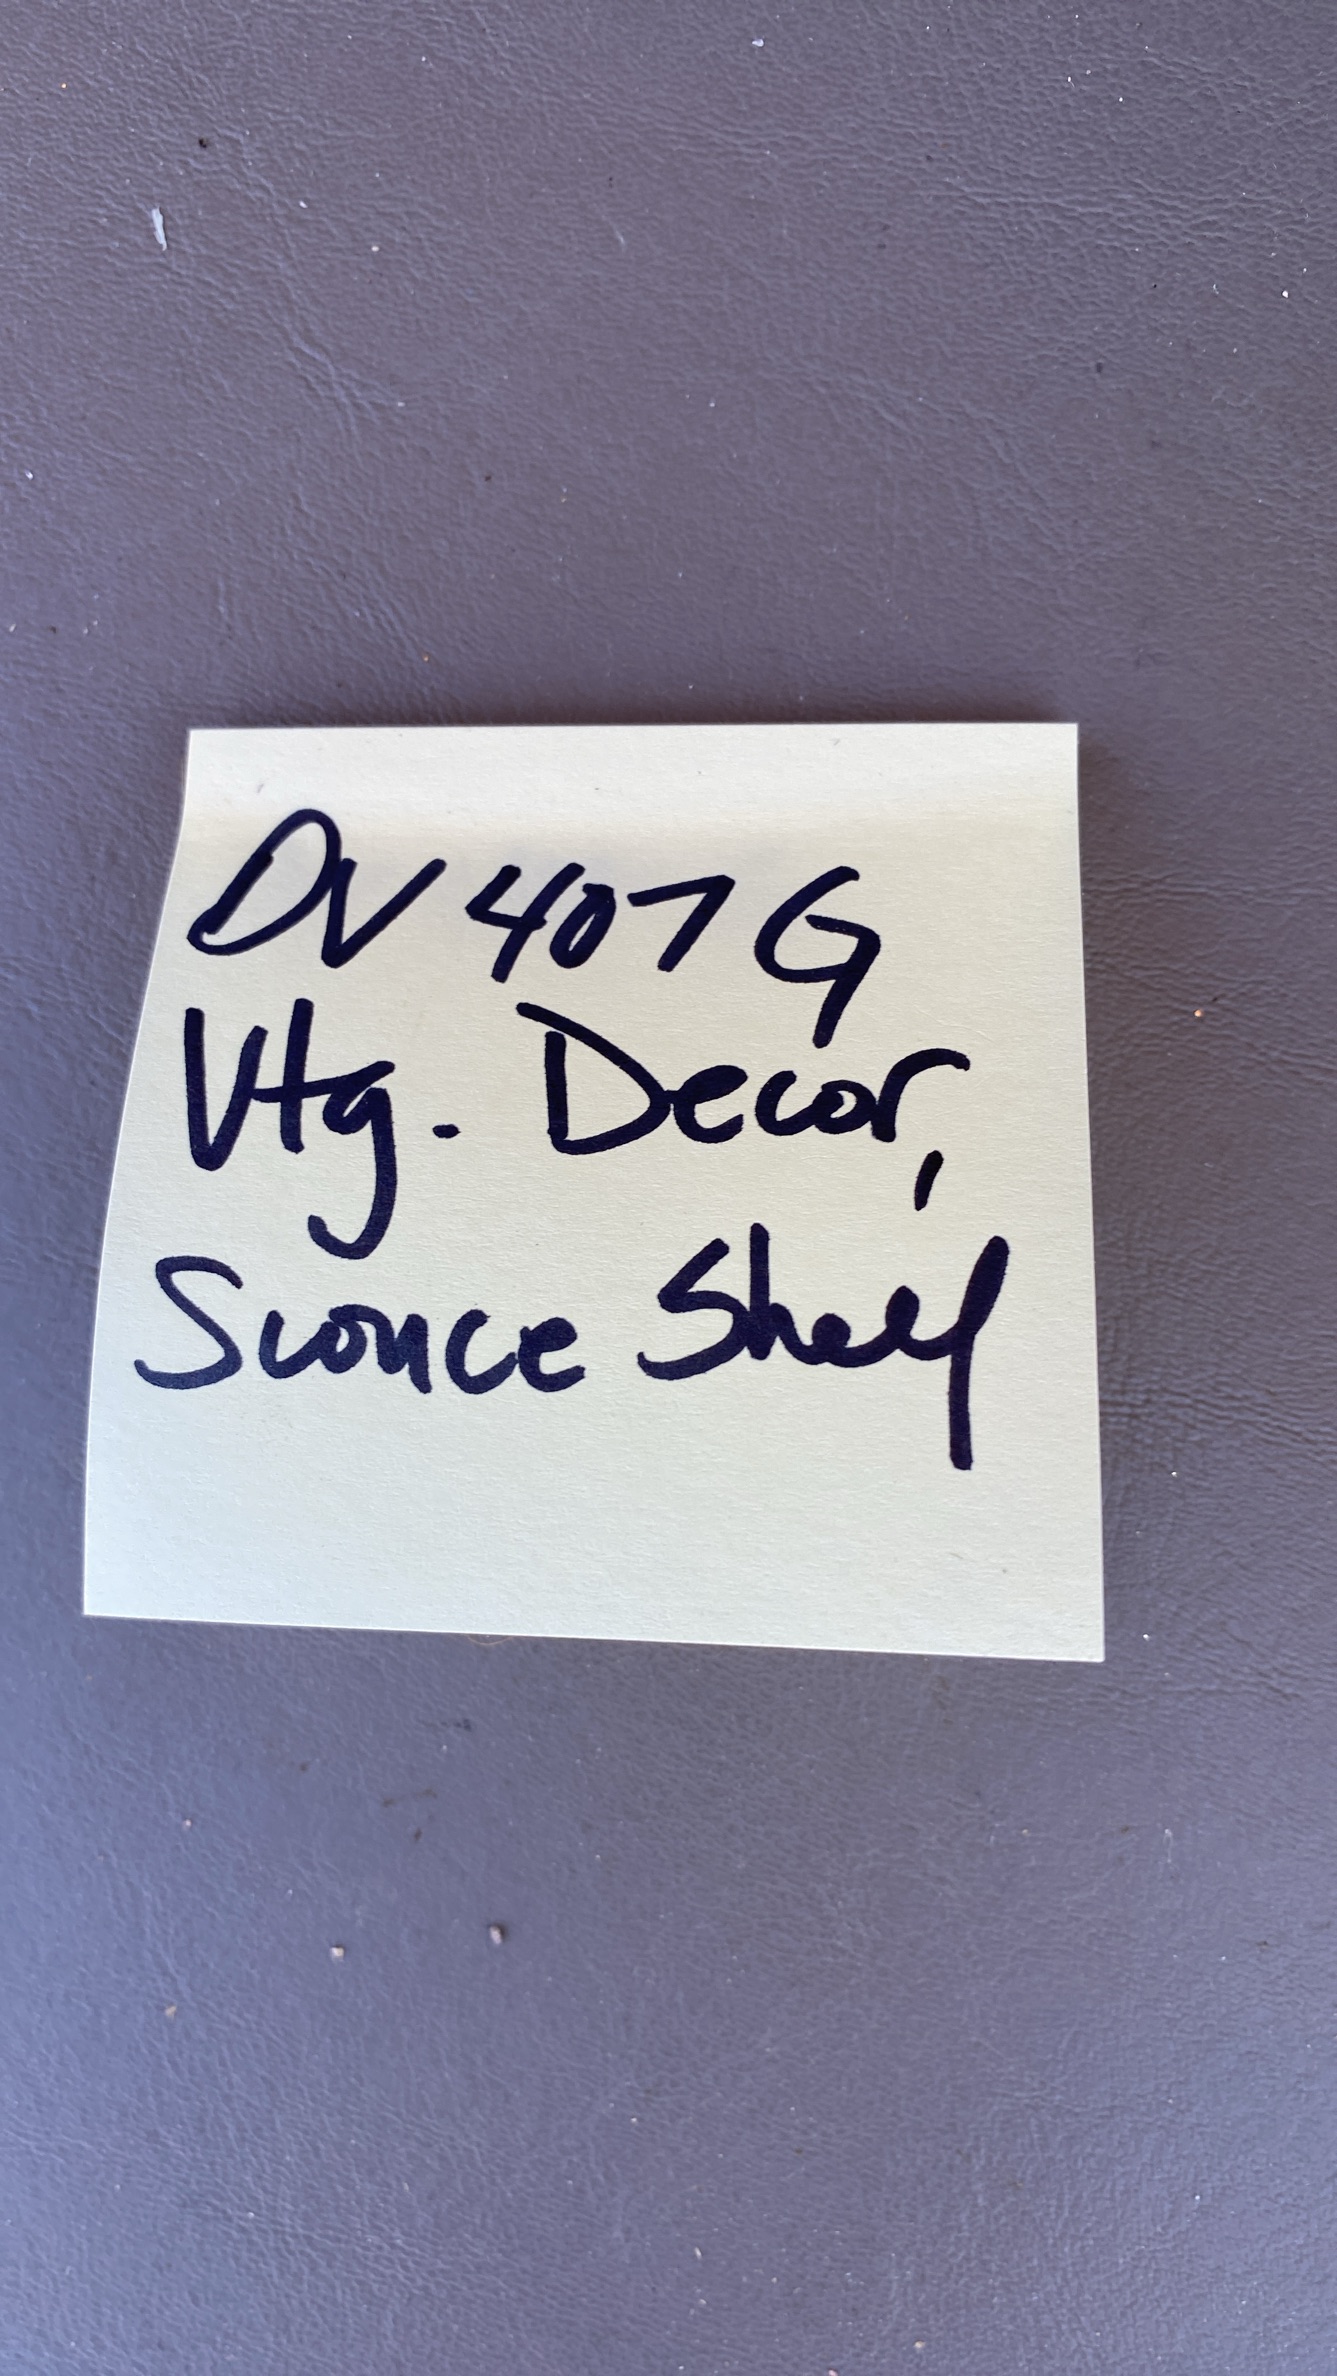 DV 407 G
Vtg. Decor,
Sconce Shelf